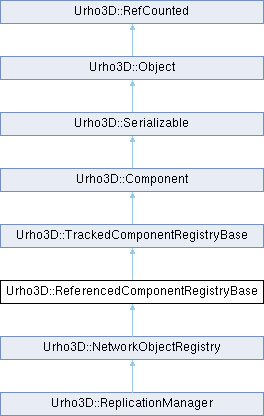 Urho3D::RefCounted
Urho3D::Object
Urho3D::Serializable
Urho3D::Component
Urho3D::TrackedComponentRegistryBase
Urho3D::ReferencedComponentRegistryBase
Urho3D::NetworkObjectRegistry
Urho3D::ReplicationManager